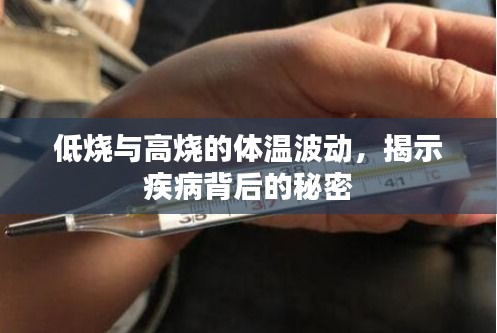 低烧与高烧的体温波动，揭示
疾病背后的秘密